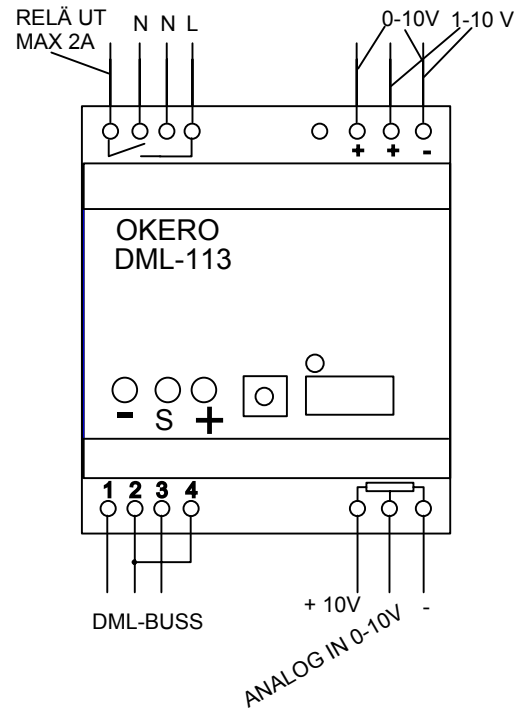 RELÄ UT
MAX 2A
N N L
0-10V 1-10 V
+ + -
OKERO
DML-113
- S +
1 2 3 4
DML-BUSS
+ 10V
ANALOG IN 0-10V
-